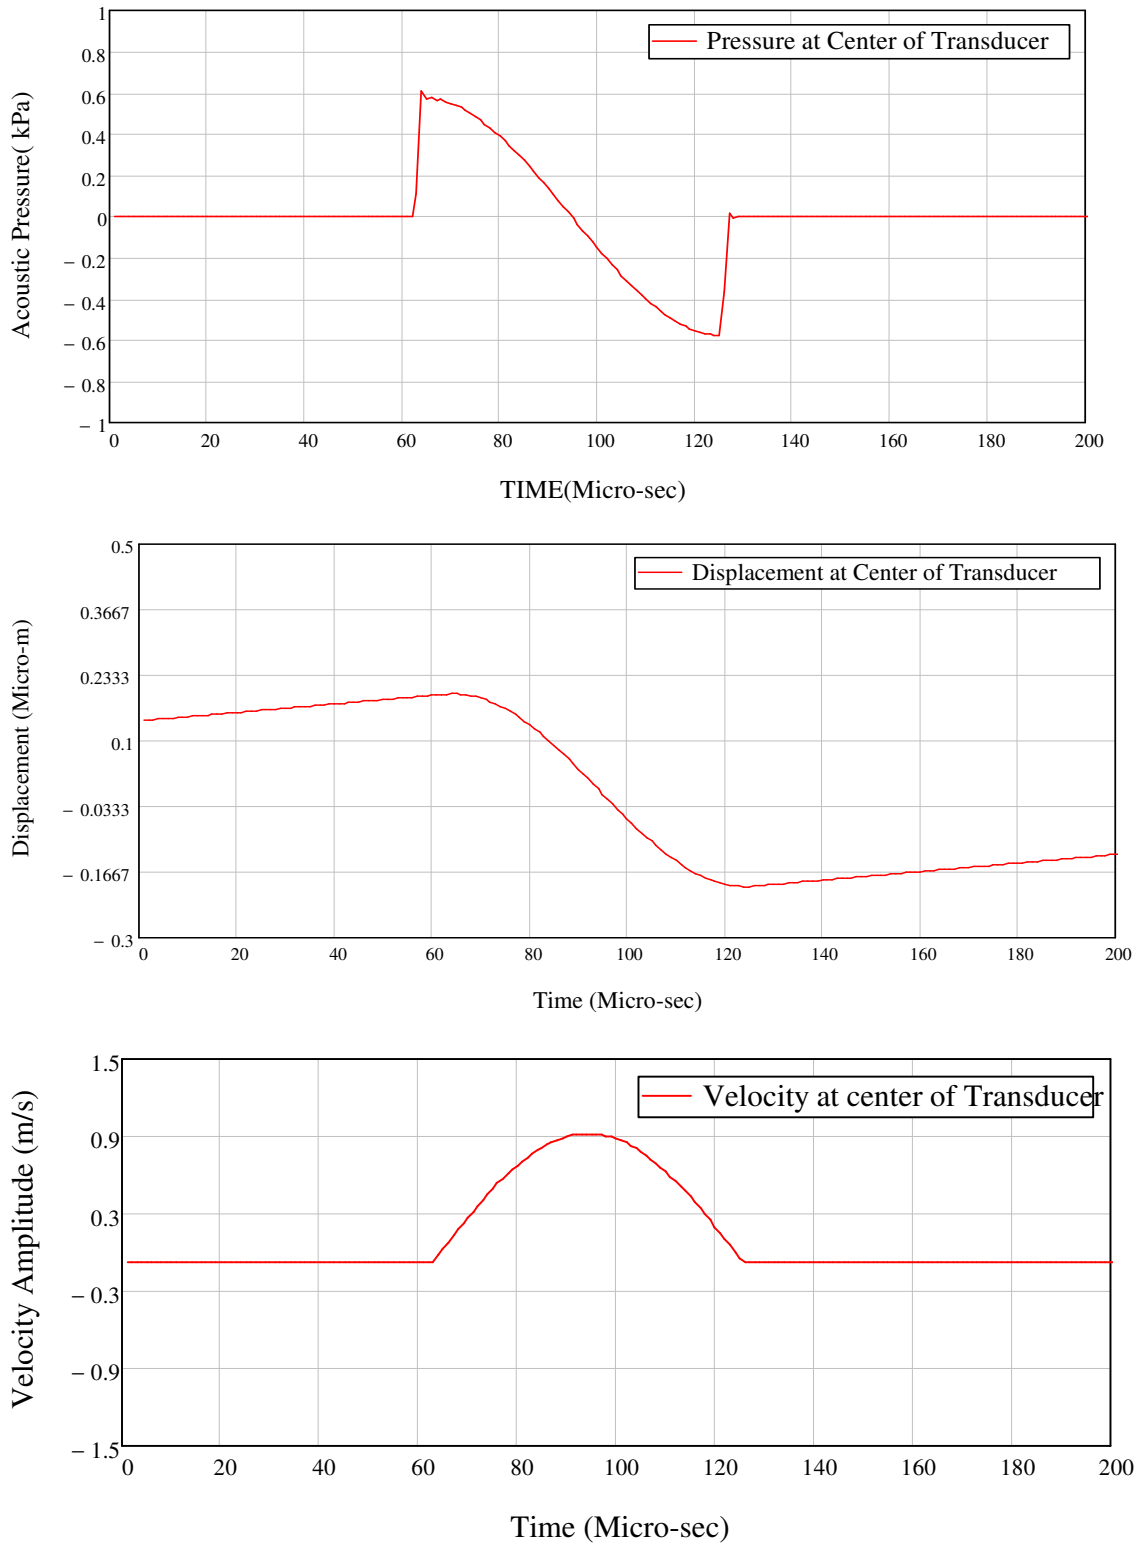 1
Pressure at Center of Transducer
0.8
0.6
0.4
0.2
0
− 0.2
− 0.4
− 0.6
− 0.8
− 1
Acoustic Pressure( kPa)
0 20 40 60 80 100 120 140 160 180 200
TIME(Micro-sec)
0.5
Displacement at Center of Transducer
0.3667
0.2333
0.1
− 0.0333
− 0.1667
− 0.3
Displacement (Micro-m)
0 20 40 60 80 100 120 140 160 180 200
Time (Micro-sec)
1.5
Velocity at center of Transducer
0.9
0.3
− 0.3
− 0.9
− 1.5
Velocity Amplitude (m/s)
0 20 40 60 80 100 120 140 160 180 200
Time (Micro-sec)